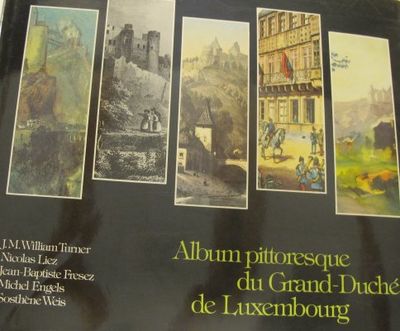 J.M. William Turner
Nicolas Liez
Jean-Baptiste Fresez
Michel Engels
Sosthène Weis
Album pittoresque
du Grand-Duché
de Luxembourg